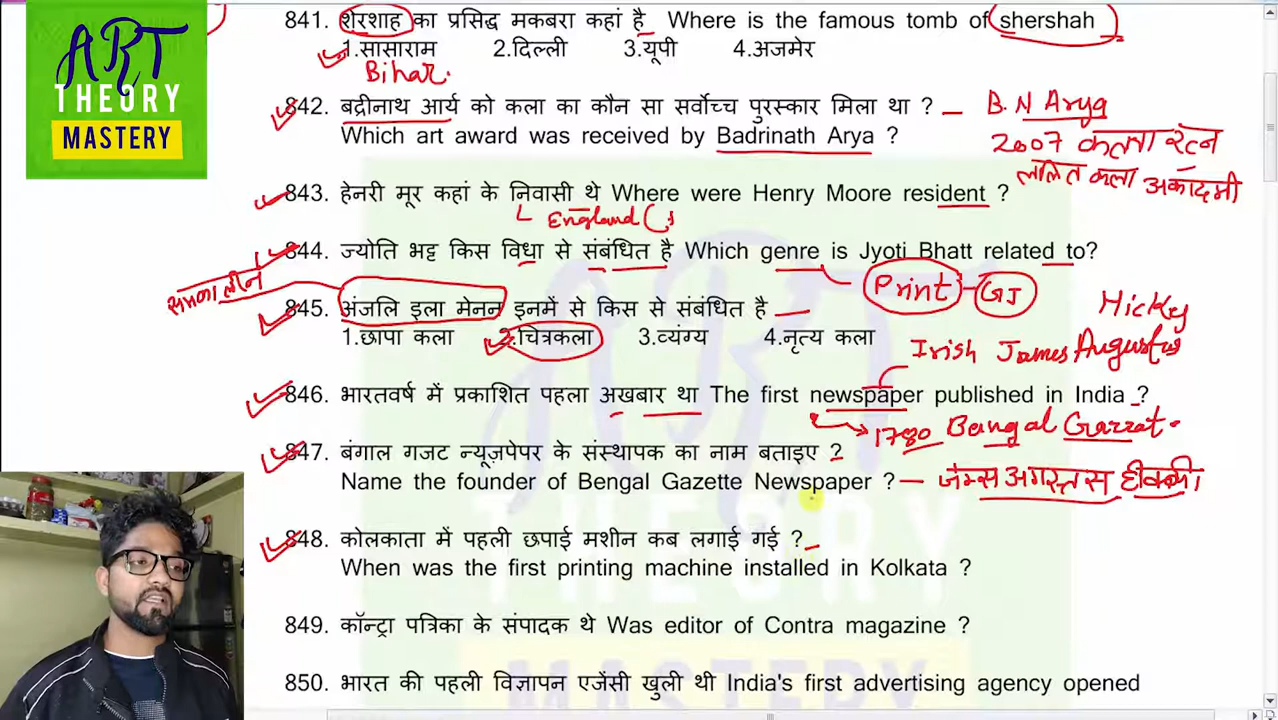 ART
THEORY
MASTERY
841. शेरशाह का प्रसिद्ध मकबरा कहां है Where is the famous tomb of shershah
1.सासाराम 2.दिल्ली 3.यूपी 4.अजमेर
Bihar.
842. बद्रीनाथ आर्य को कला का कौन सा सर्वोच्च पुरस्कार मिला था ? B.N Arya
Which art award was received by Badrinath Arya ? 2007 कला रत्न
ललित कला अकादमी
843. हेनरी मूर कहां के निवासी थे Where were Henry Moore resident ?
England
844. ज्योति भट्ट किस विधा से संबंधित है Which genre is Jyoti Bhatt related to?
समकालीन Print - GJ
845. अंजलि इला मेनन इनमें से किस से संबंधित है Hickey
1.छापा कला 2.चित्रकला 3.व्यंग्य 4.नृत्य कला Irish James Augustus
846. भारतवर्ष में प्रकाशित पहला अखबार था The first newspaper published in India ?
1780 Bengal Gazzat
847. बंगाल गजट न्यूज़पेपर के संस्थापक का नाम बताइए ?
Name the founder of Bengal Gazette Newspaper ? जेम्स अगस्तस हीक्की
848. कोलकाता में पहली छपाई मशीन कब लगाई गई ?
When was the first printing machine installed in Kolkata ?
849. कॉन्ट्रा पत्रिका के संपादक थे Was editor of Contra magazine ?
850. भारत की पहली विज्ञापन एजेंसी खुली थी India's first advertising agency opened
THEORY
MASTERY